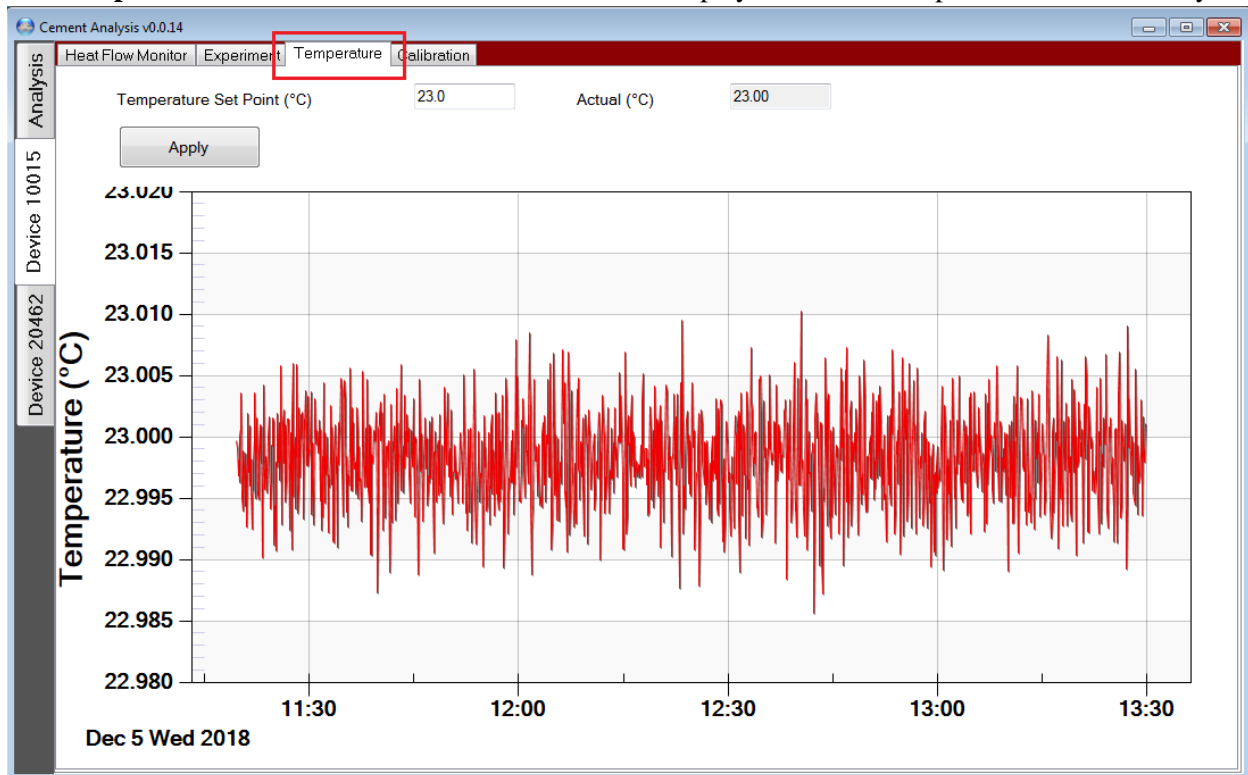 Cement Analysis v0.0.14
Heat Flow Monitor Experiment Temperature Calibration
Analysis
Device 10015
Device 20462
Temperature Set Point (°C) 23.0 Actual (°C) 23.00
Apply
Temperature (°C)
23.020
23.015
23.010
23.005
23.000
22.995
22.990
22.985
22.980
11:30 12:00 12:30 13:00 13:30
Dec 5 Wed 2018